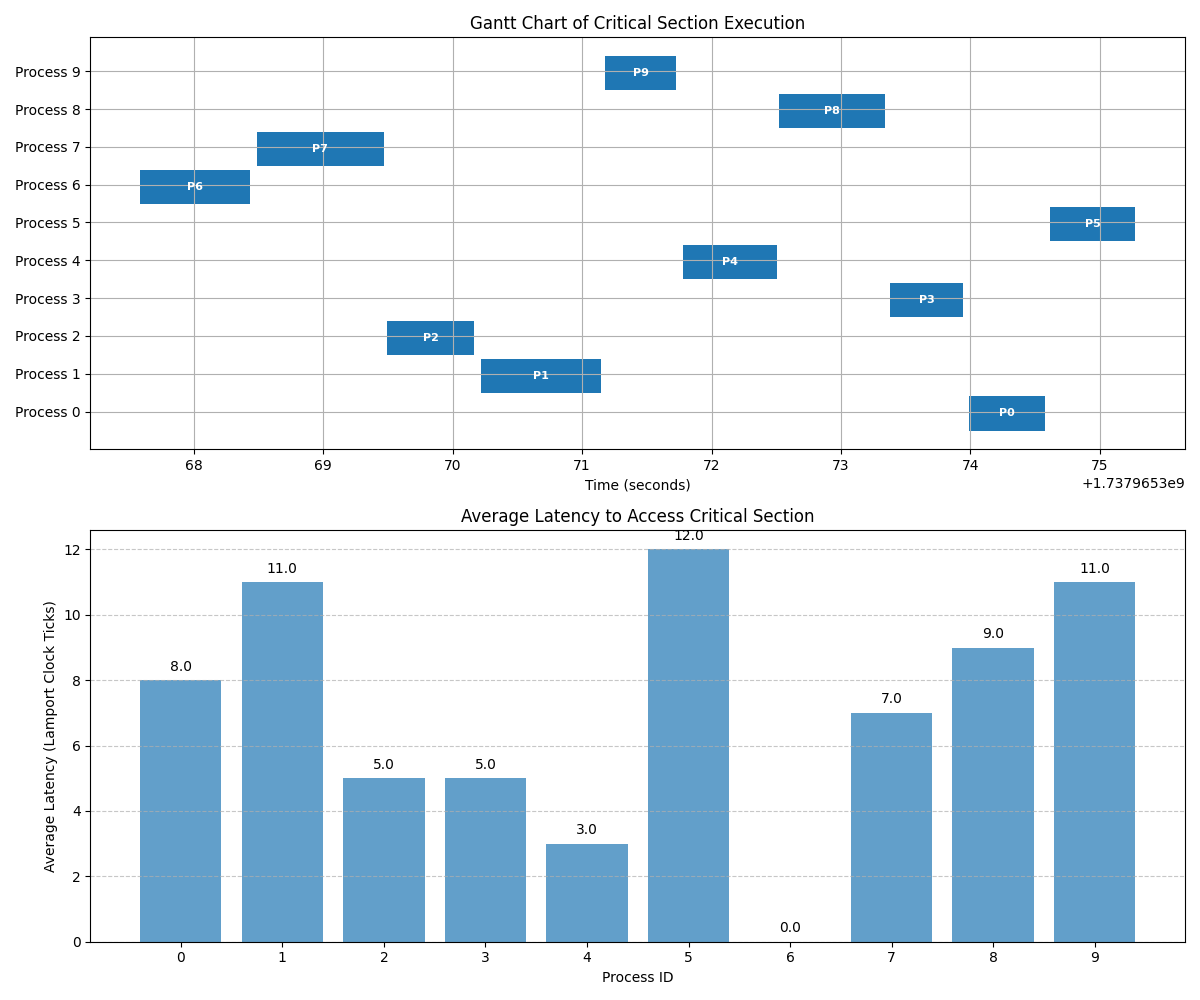 Gantt Chart of Critical Section Execution
Process 9
P9
Process 8
P8
Process 7
P7
Process 6
P6
Process 5
P5
Process 4
P4
Process 3
P3
Process 2
P2
Process 1
P1
Process 0
P0
68 69 70 71 72 73 74 75
Time (seconds)
+1.7379653e9
Average Latency to Access Critical Section
Average Latency (Lamport Clock Ticks)
12
10
8
6
4
2
0
8.0
11.0
5.0
5.0
3.0
12.0
0.0
7.0
9.0
11.0
0 1 2 3 4 5 6 7 8 9
Process ID